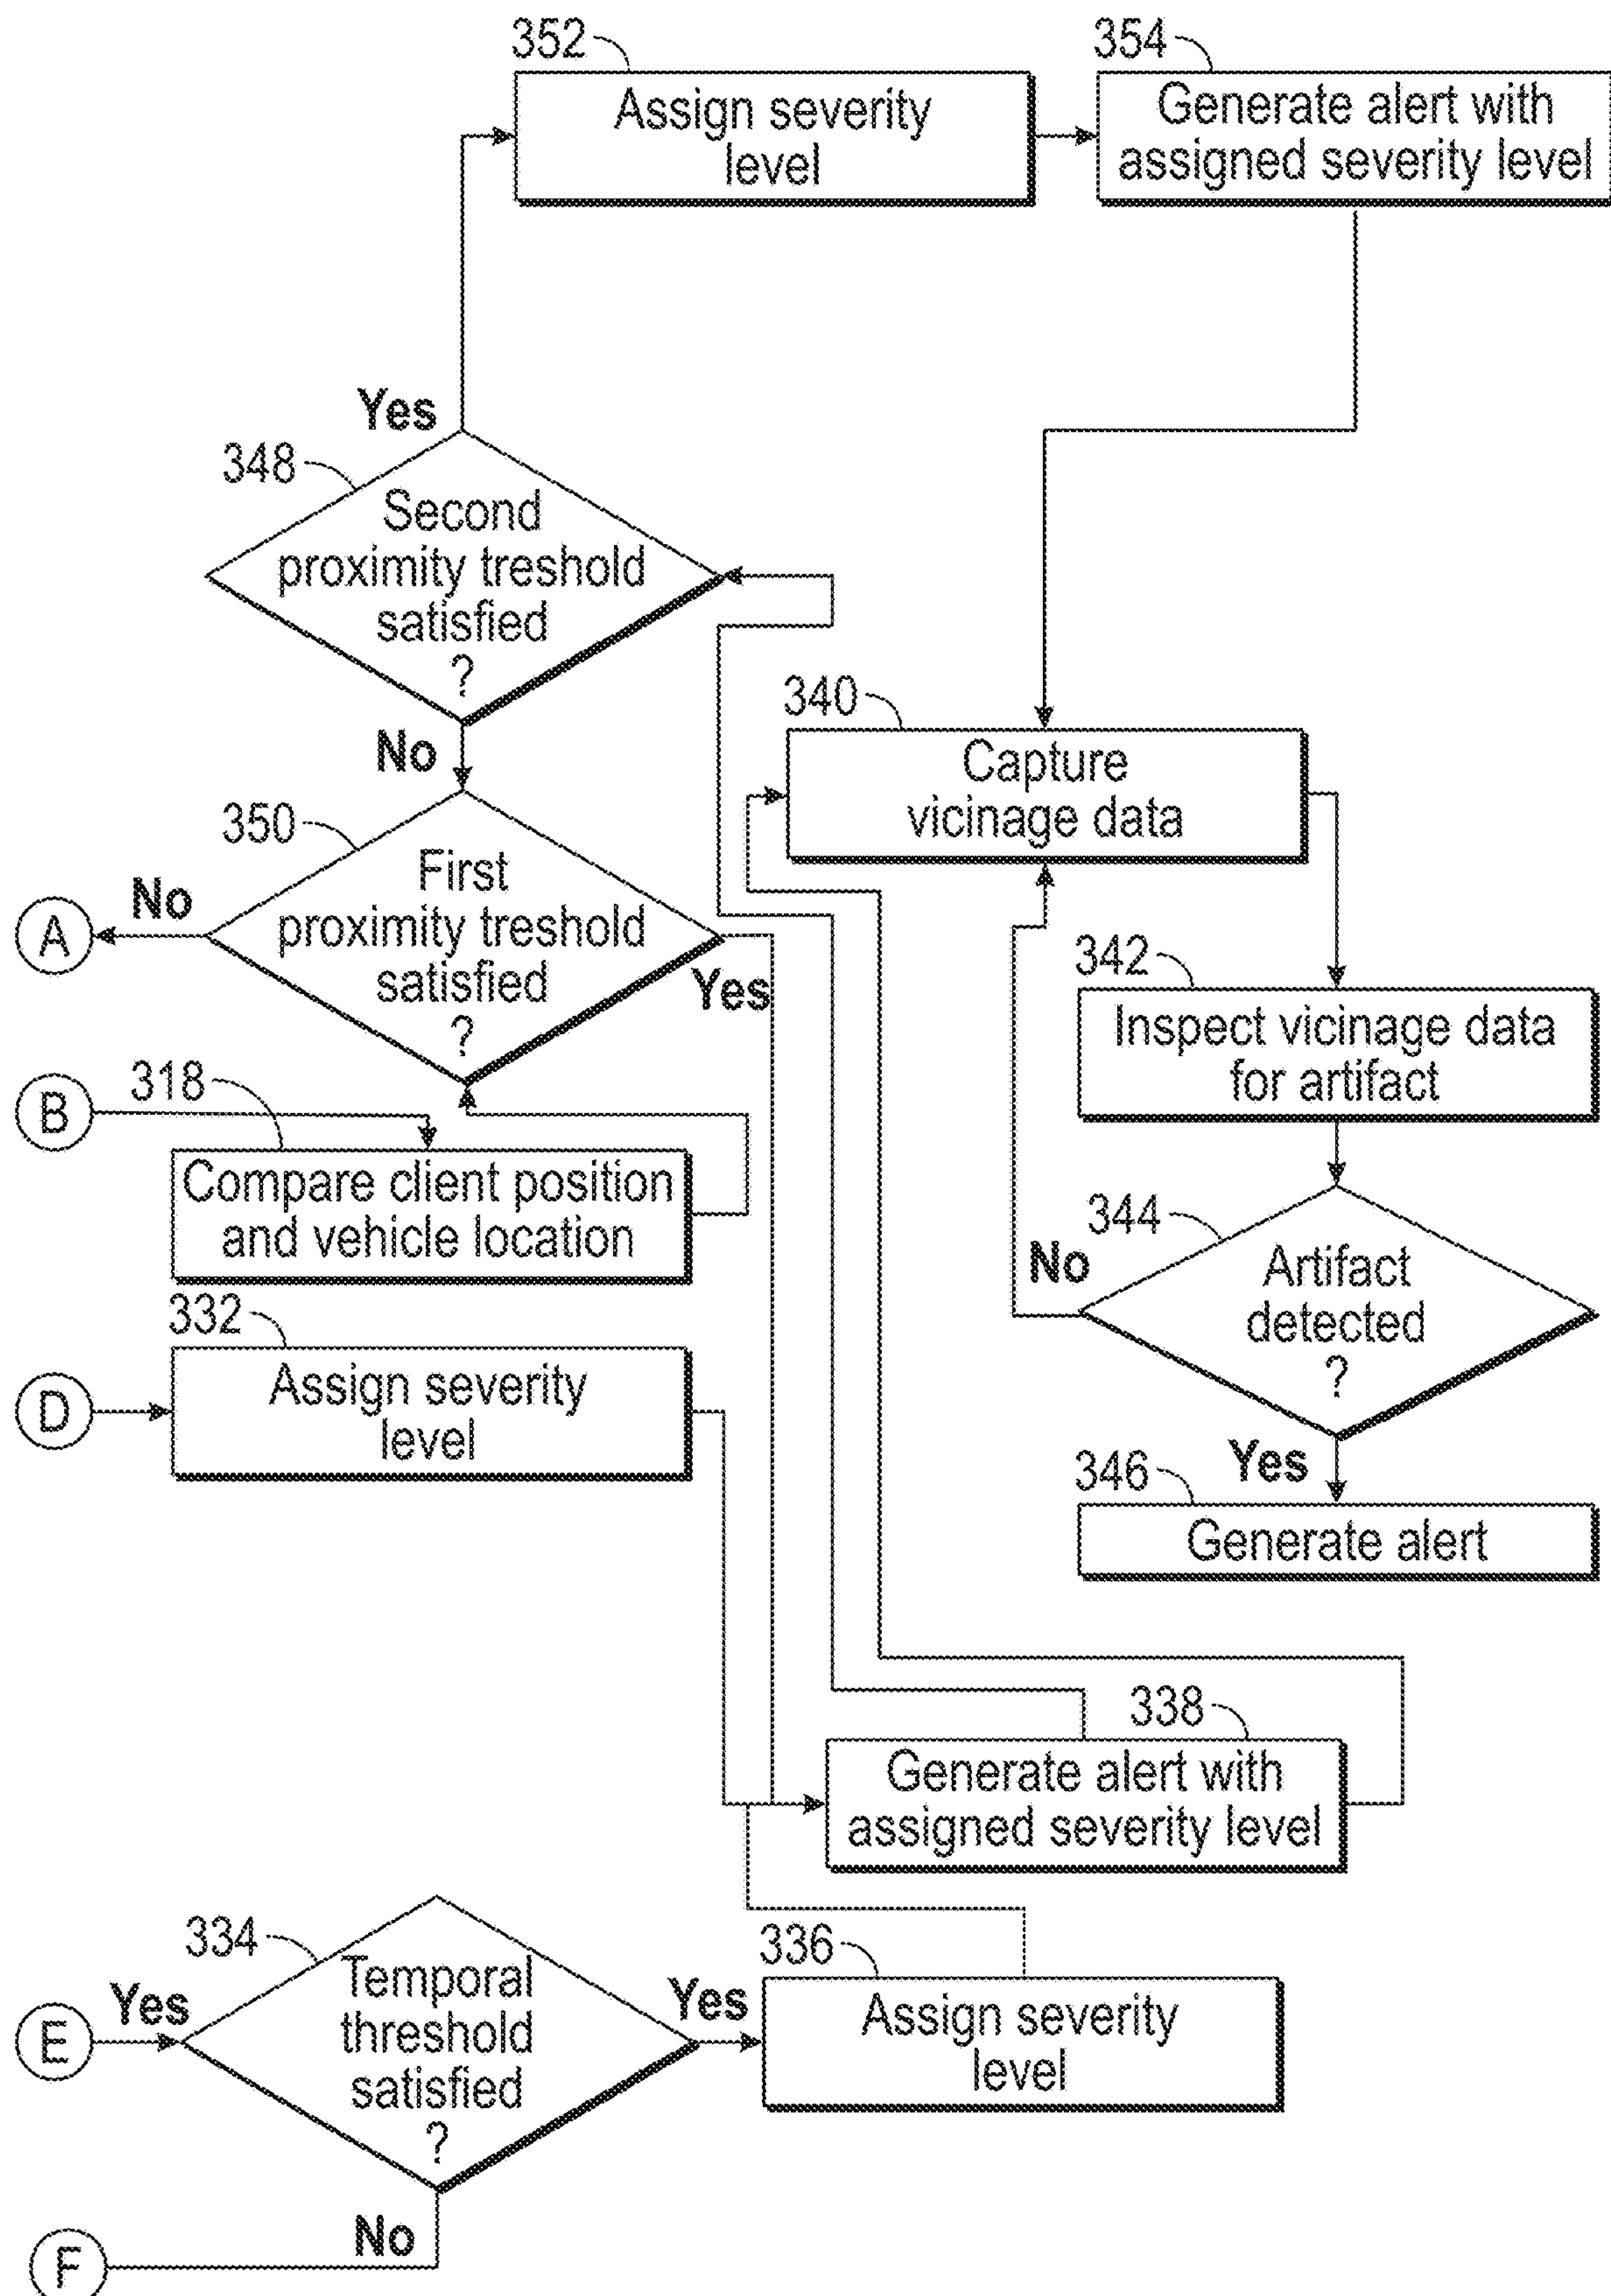 352
Assign severity
level
354
Generate alert with
assigned severity level
Yes
348
Second
proximity treshold
satisfied
?
No
340
Capture
vicinage data
350
First
proximity treshold
satisfied
?
No
A
Yes
342
Inspect vicinage data
for artifact
B
318
Compare client position
and vehicle location
344
Artifact
detected
?
No
Yes
332
Assign severity
level
D
346
Generate alert
338
Generate alert with
assigned severity level
334
Temporal
threshold
satisfied
?
E
Yes
Yes
336
Assign severity
level
No
F